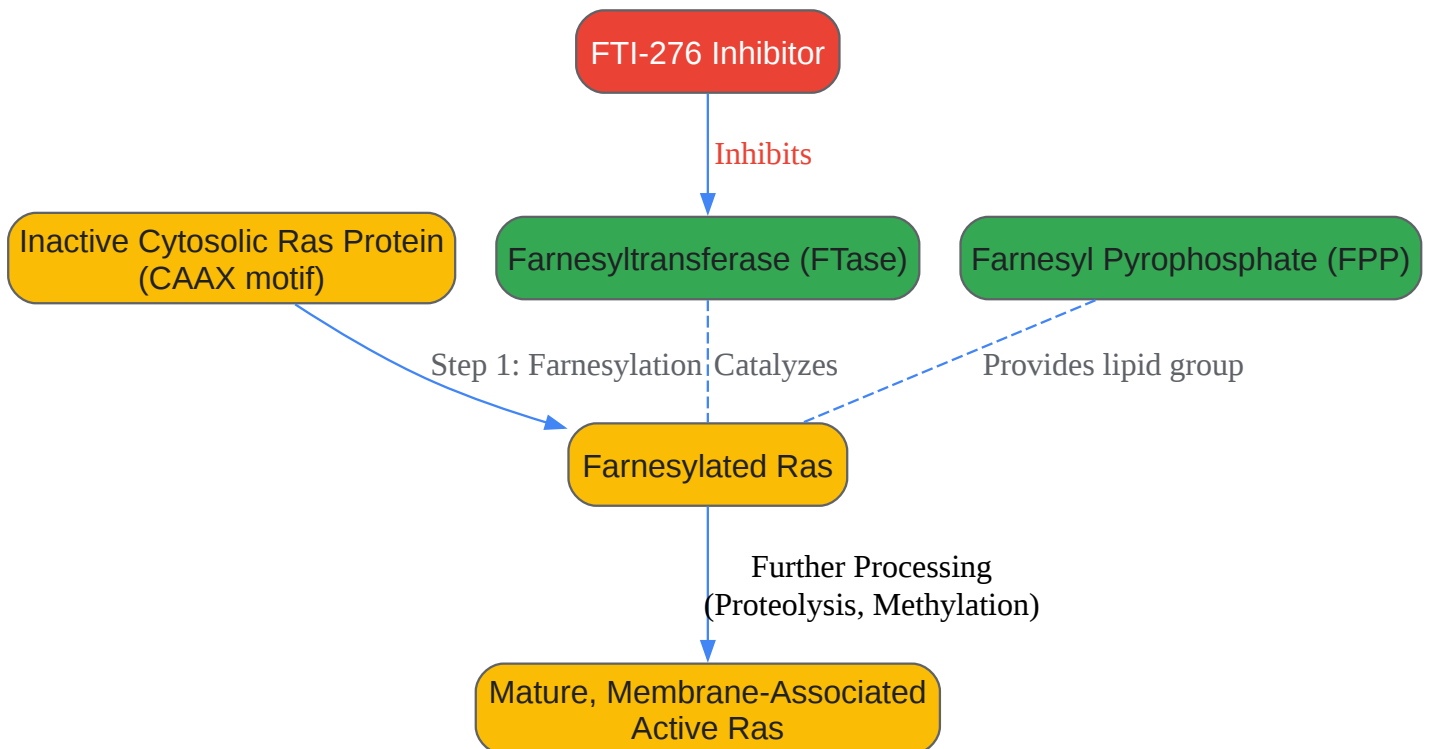 FTI-276 Inhibitor
Inhibits
Inactive Cytosolic Ras Protein
(CAAX motif)
Farnesyltransferase (FTase)
Farnesyl Pyrophosphate (FPP)
Step 1: Farnesylation
Catalyzes
Provides lipid group
Farnesylated Ras
Further Processing
(Proteolysis, Methylation)
Mature, Membrane-Associated
Active Ras